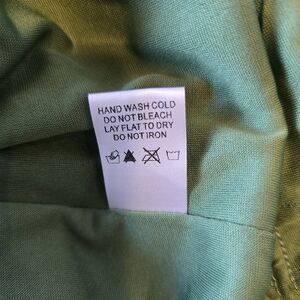 HAND WASH COLD
DO NOT BLEACH
LAY FLAT TO DRY
DO NOT IRON